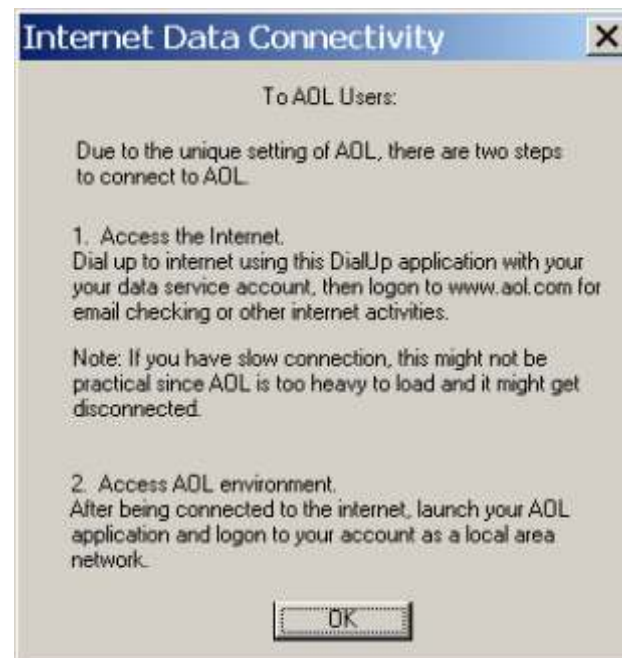 Internet Data Connectivity
To AOL Users:
Due to the unique setting of AOL, there are two steps
to connect to AOL.
1. Access the Internet.
Dial up to internet using this DialUp application with your
your data service account, then logon to www.aol.com for
email checking or other internet activities.
Note: If you have slow connection, this might not be
practical since AOL is too heavy to load and it might get
disconnected.
2. Access AOL environment.
After being connected to the internet, launch your AOL
application and logon to your account as a local area
network.
OK